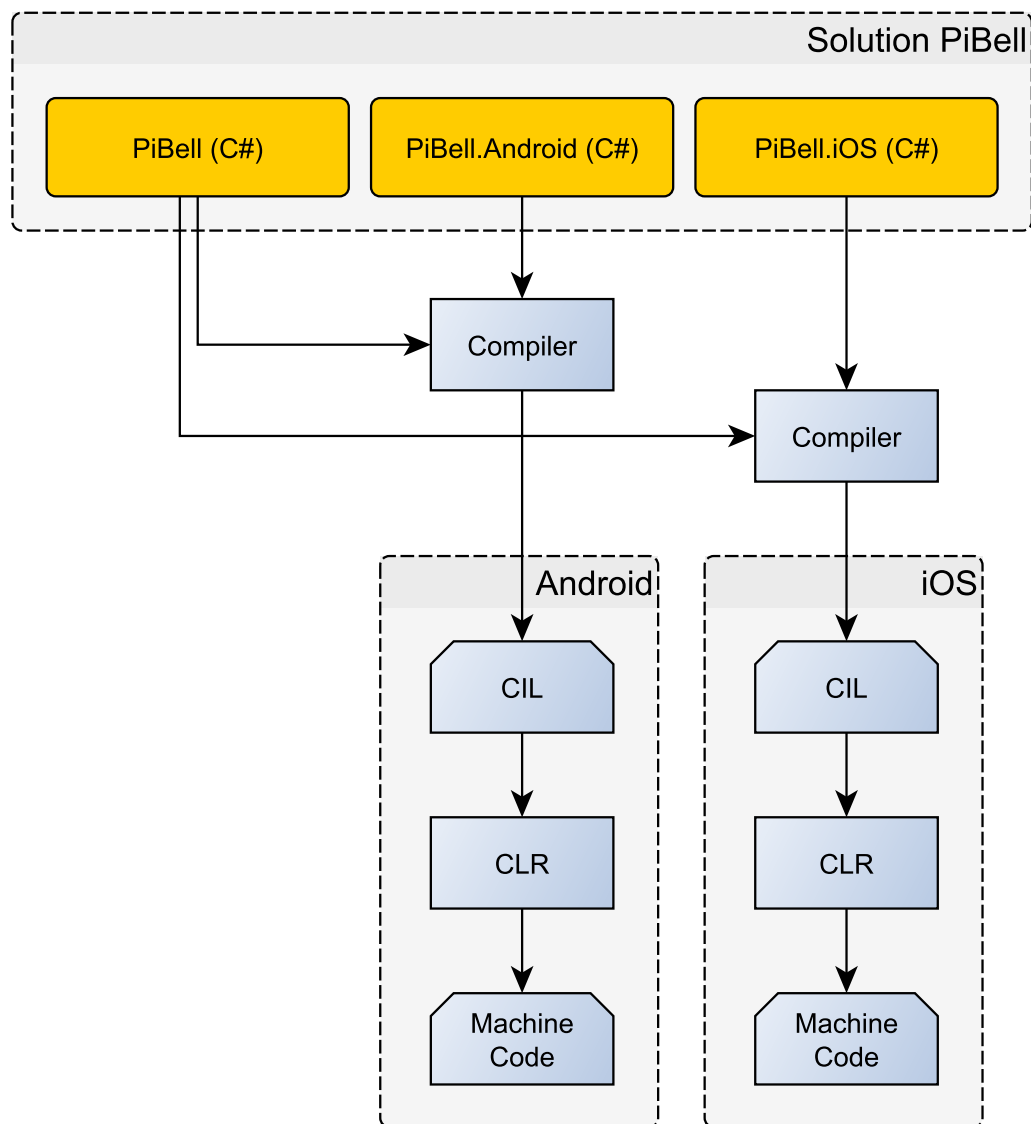 Solution PiBell
PiBell (C#)
PiBell.Android (C#)
PiBell.iOS (C#)
Compiler
Compiler
Android
iOS
CIL
CIL
CLR
CLR
Machine
Code
Machine
Code